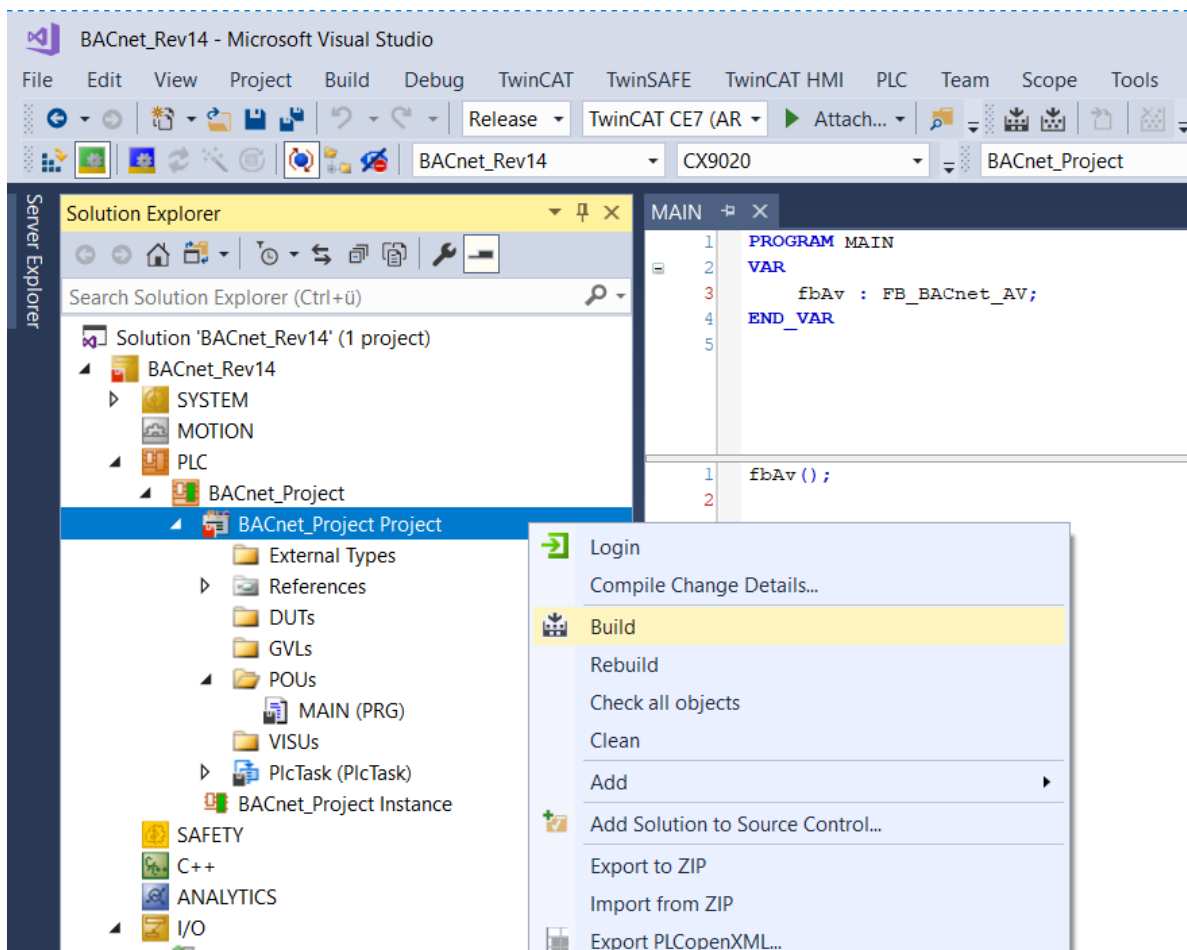 BACnet_Rev14 - Microsoft Visual Studio
File Edit View Project Build Debug TwinCAT TwinSAFE TwinCAT HMI PLC Team Scope Tools
Release TwinCAT CE7 (AR Attach...
BACnet_Rev14 CX9020 BACnet_Project
Server Explorer
Solution Explorer
Search Solution Explorer (Ctrl+ü)
Solution 'BACnet_Rev14' (1 project)
BACnet_Rev14
SYSTEM
MOTION
PLC
BACnet_Project
BACnet_Project Project
External Types
References
DUTs
GVLs
POUs
MAIN (PRG)
VISUs
PlcTask (PlcTask)
BACnet_Project Instance
SAFETY
C++
ANALYTICS
I/O
MAIN
1 PROGRAM MAIN
2 VAR
3 fbAv : FB_BACnet_AV;
4 END_VAR
5
1 fbAv();
2
Login
Compile Change Details...
Build
Rebuild
Check all objects
Clean
Add
Add Solution to Source Control...
Export to ZIP
Import from ZIP
Export PLCopenXML...